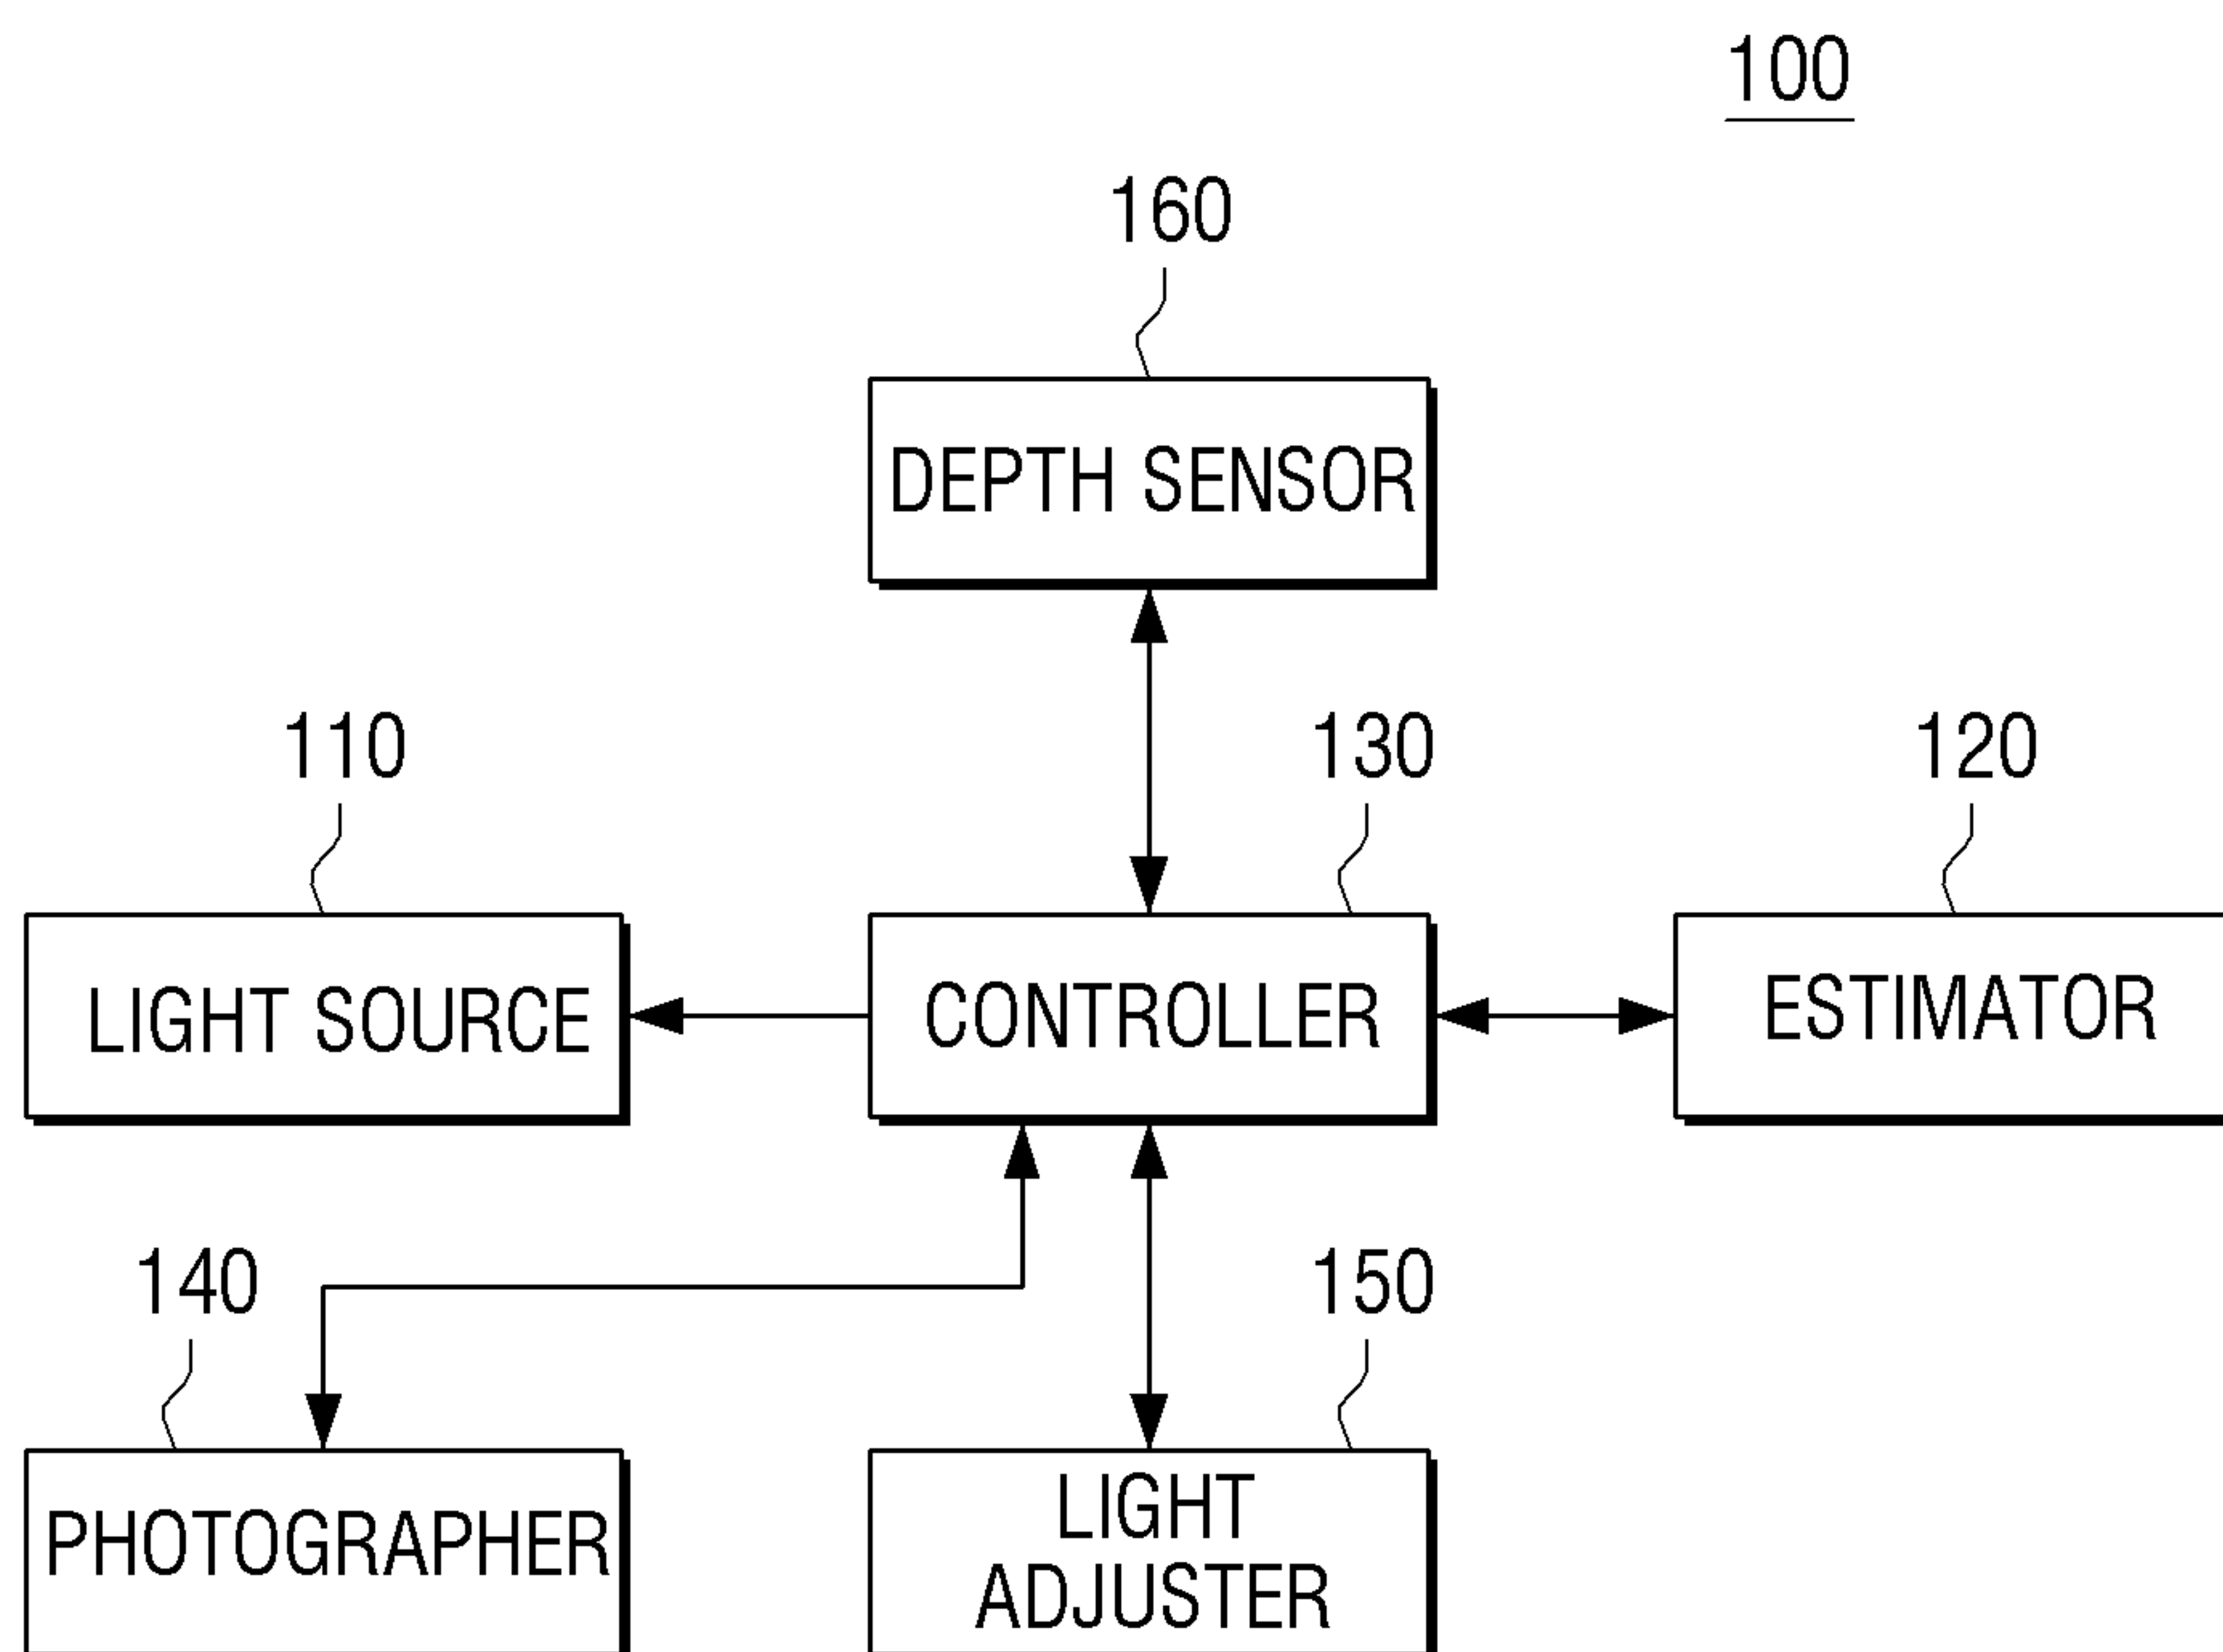 100
160
DEPTH SENSOR
110
130
120
LIGHT SOURCE
CONTROLLER
ESTIMATOR
140
150
PHOTOGRAPHER
LIGHT
ADJUSTER